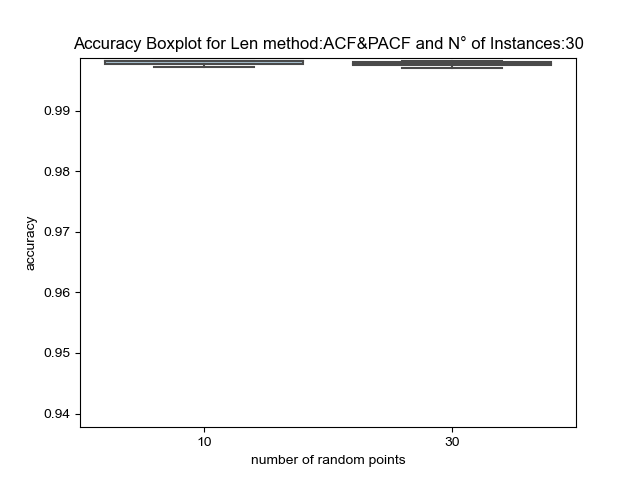 Accuracy Boxplot for Len method:ACF&PACF and N° of Instances:30
0.99
0.98
0.97
0.96
0.95
0.94
accuracy
10 30
number of random points